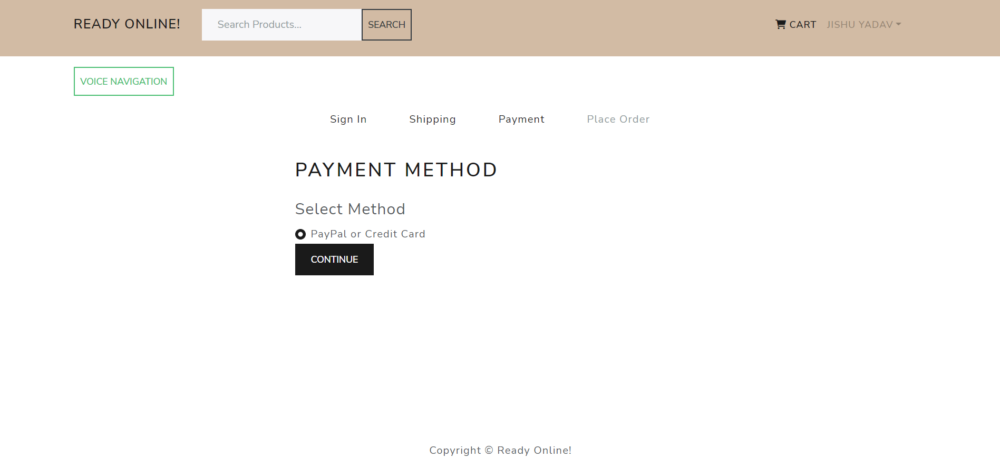 READY ONLINE! Search Products... SEARCH CART JISHU YADAV
VOICE NAVIGATION
Sign In Shipping Payment Place Order
PAYMENT METHOD
Select Method
PayPal or Credit Card
CONTINUE
Copyright © Ready Online!